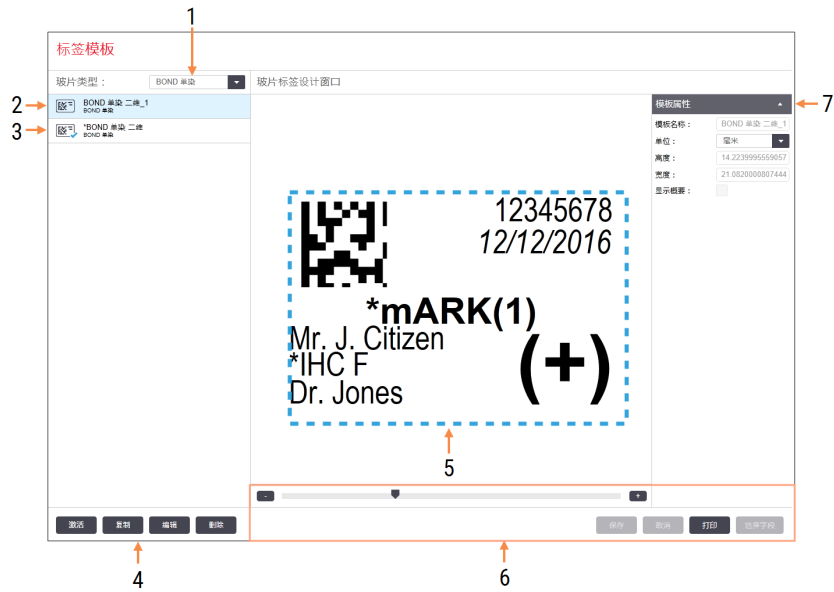 1
标签模板
玻片类型： BOND 单染 玻片标签设计窗口
2 BOND 单染 二维_1
BOND 单染
3 *BOND 单染 二维
BOND 单染
模板属性 7
模板名称： BOND 单染 二维_1
单位： 毫米
高度： 14.2239995559057
宽度： 21.0820000807444
显示概要：
12345678
12/12/2016
*mARK(1)
Mr. J. Citizen
*IHC F
Dr. Jones
(+)
5
- +
激活 复制 编辑 删除 保存 取消 打印 选择字段
4 6